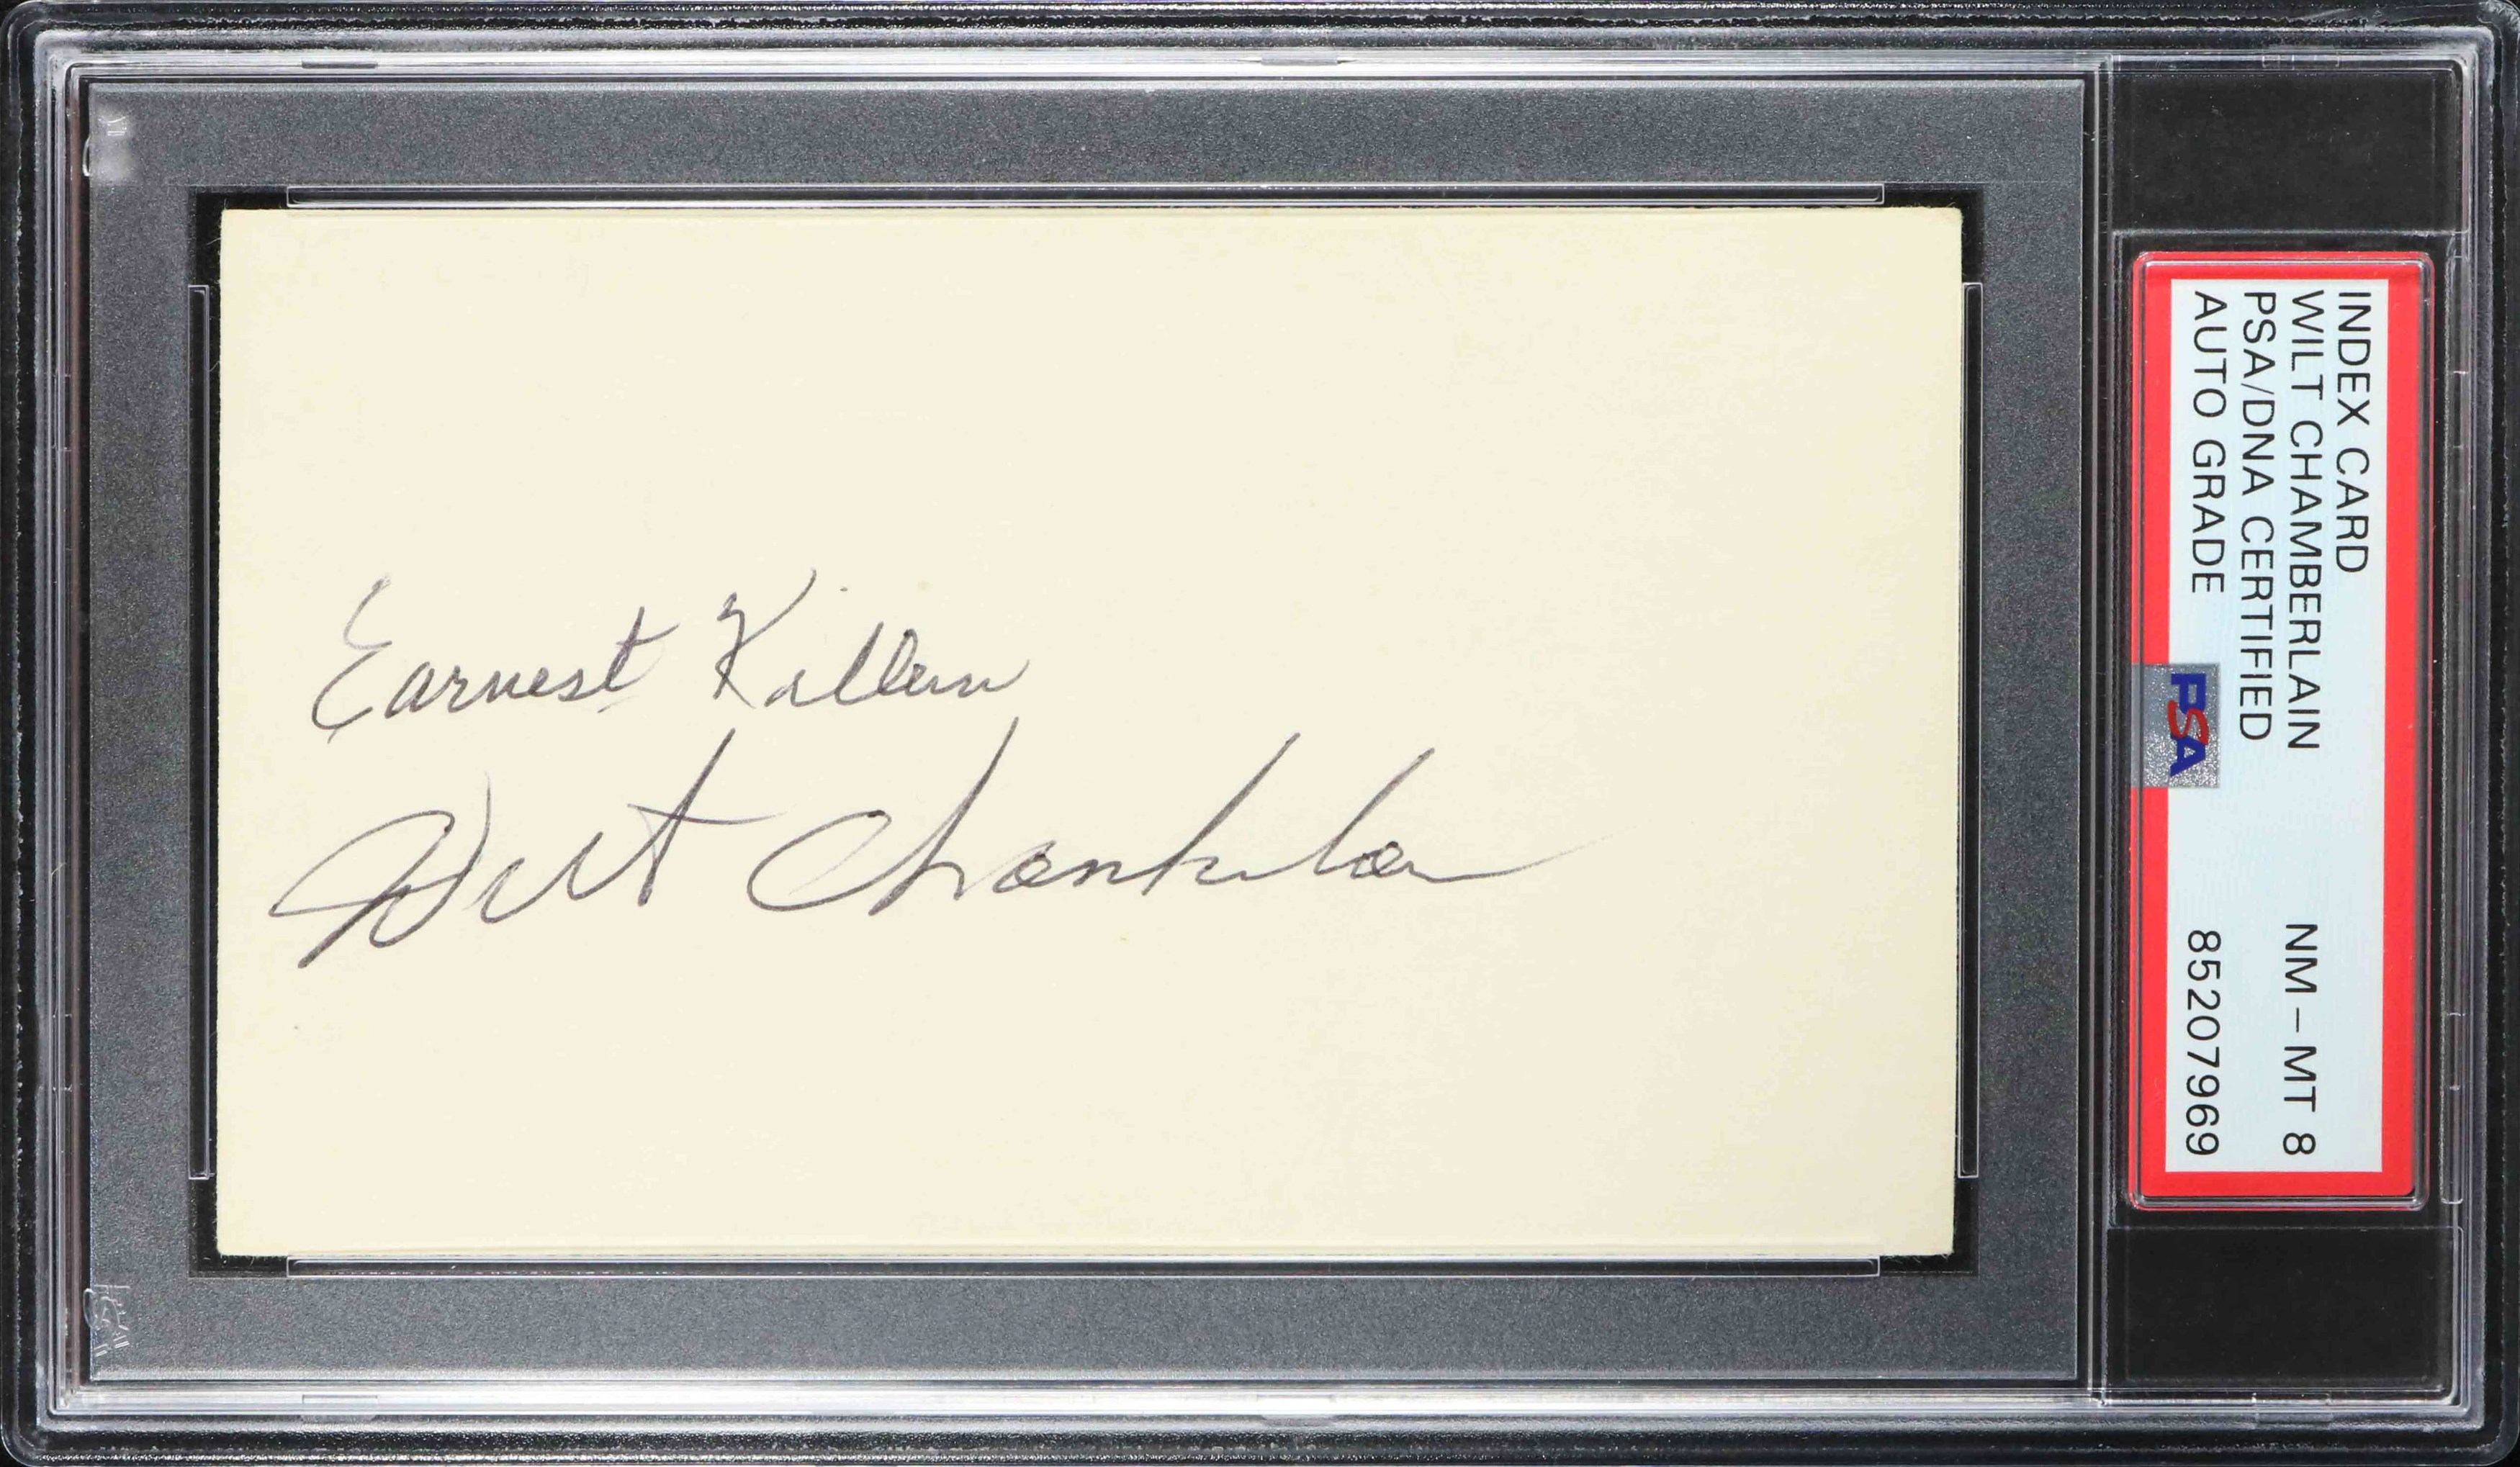 Earnest Killen
Wilt Chamberlain
INDEX CARD
WILT CHAMBERLAIN NM-MT 8
PSA/DNA CERTIFIED
AUTO GRADE 85207969
PSA